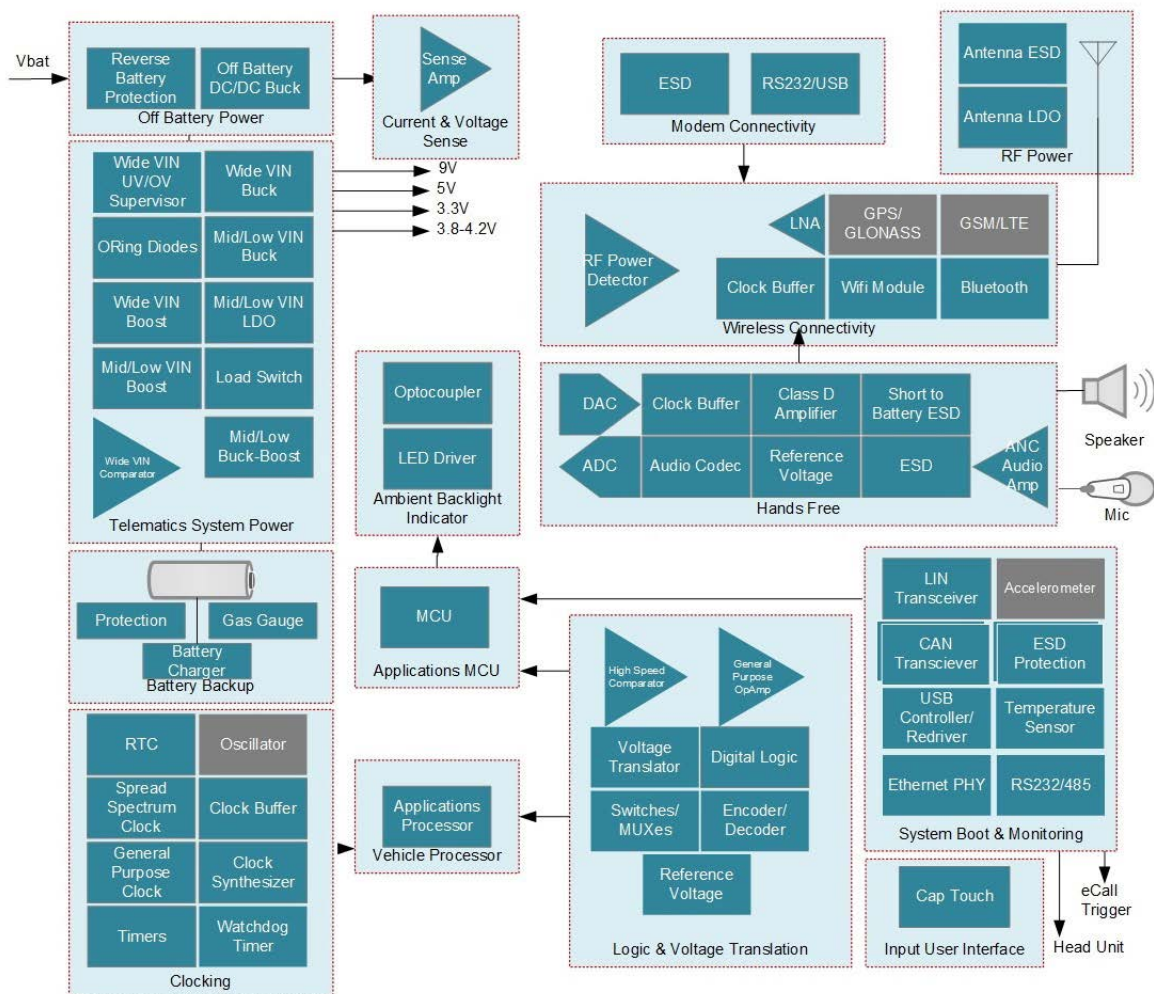 Vbat
Reverse
Battery
Protection
Off Battery
DC/DC Buck
Off Battery Power
Sense
Amp
Current & Voltage
Sense
Wide VIN
UV/OV
Supervisor
Wide VIN
Buck
ORing Diodes
Mid/Low VIN
Buck
Wide VIN
Boost
Mid/Low VIN
LDO
Mid/Low VIN
Boost
Load Switch
Wide VIN
Comparator
Mid/Low
Buck-Boost
Telematics System Power
9V
5V
3.3V
3.8-4.2V
Protection
Gas Gauge
Battery
Charger
Battery Backup
RTC
Oscillator
Spread
Spectrum
Clock
Clock Buffer
General
Purpose
Clock
Clock
Synthesizer
Timers
Watchdog
Timer
Clocking
Optocoupler
LED Driver
Ambient Backlight
Indicator
MCU
Applications MCU
Applications
Processor
Vehicle Processor
ESD
RS232/USB
Modem Connectivity
Antenna ESD
Antenna LDO
RF Power
RF Power
Detector
LNA
GPS/
GLONASS
GSM/LTE
Clock Buffer
Wifi Module
Bluetooth
Wireless Connectivity
DAC
Clock Buffer
Class D
Amplifier
Short to
Battery ESD
ADC
Audio Codec
Reference
Voltage
ESD
ANC
Audio
Amp
Hands Free
Speaker
Mic
High Speed
Comparator
General
Purpose
OpAmp
Voltage
Translator
Digital Logic
Switches/
MUXes
Encoder/
Decoder
Reference
Voltage
Logic & Voltage Translation
LIN
Transceiver
Accelerometer
CAN
Transciever
ESD
Protection
USB
Controller/
Redriver
Temperature
Sensor
Ethernet PHY
RS232/485
System Boot & Monitoring
Cap Touch
Input User Interface
eCall
Trigger
Head Unit